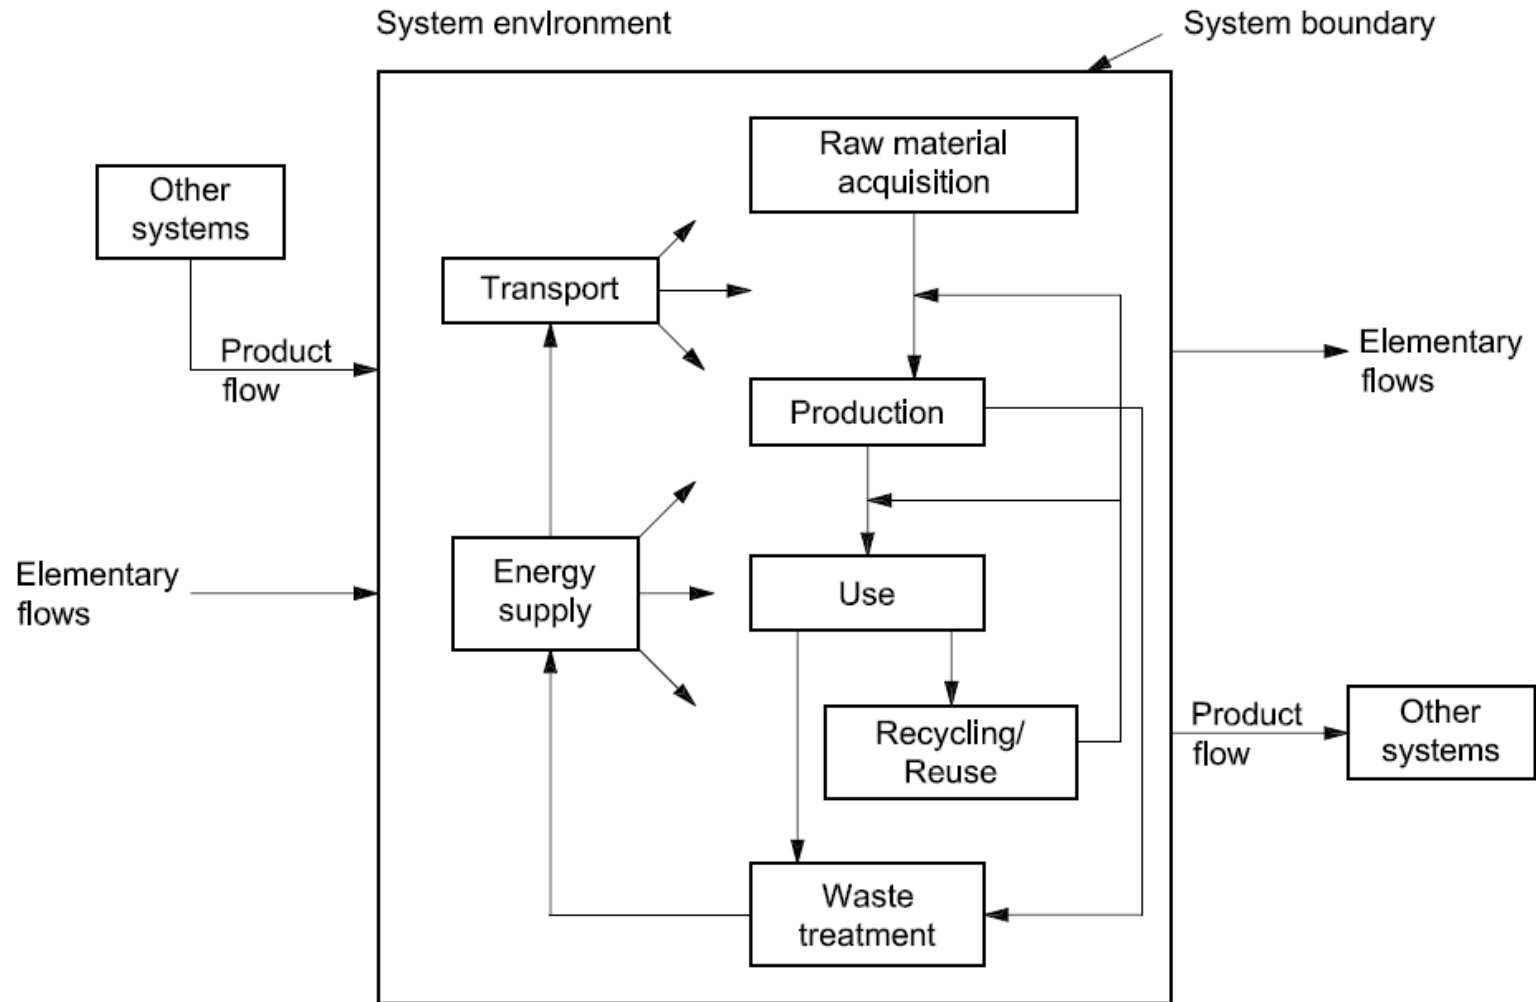 System environment
System boundary
Raw material
acquisition
Other
systems
Transport
Product
flow
Elementary
flows
Production
Energy
supply
Elementary
flows
Use
Recycling/
Reuse
Product
flow
Other
systems
Waste
treatment